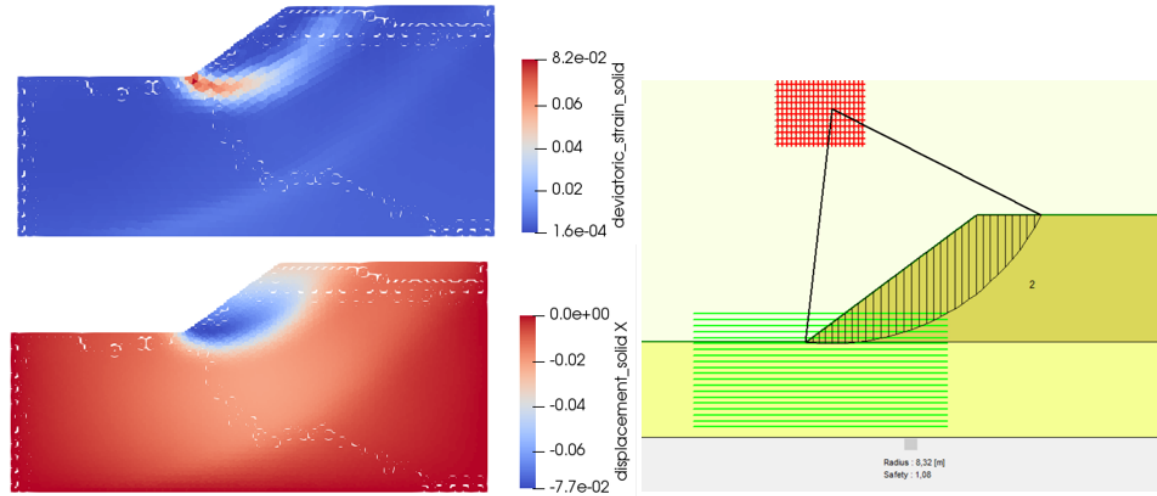 8.2e-02
0.06
0.04
0.02
1.6e-04
deviatoric_strain_solid
0.0e+00
-0.02
-0.04
-0.06
-7.7e-02
displacement_solid X
2
Radius : 8,32 [m]
Safety : 1,08